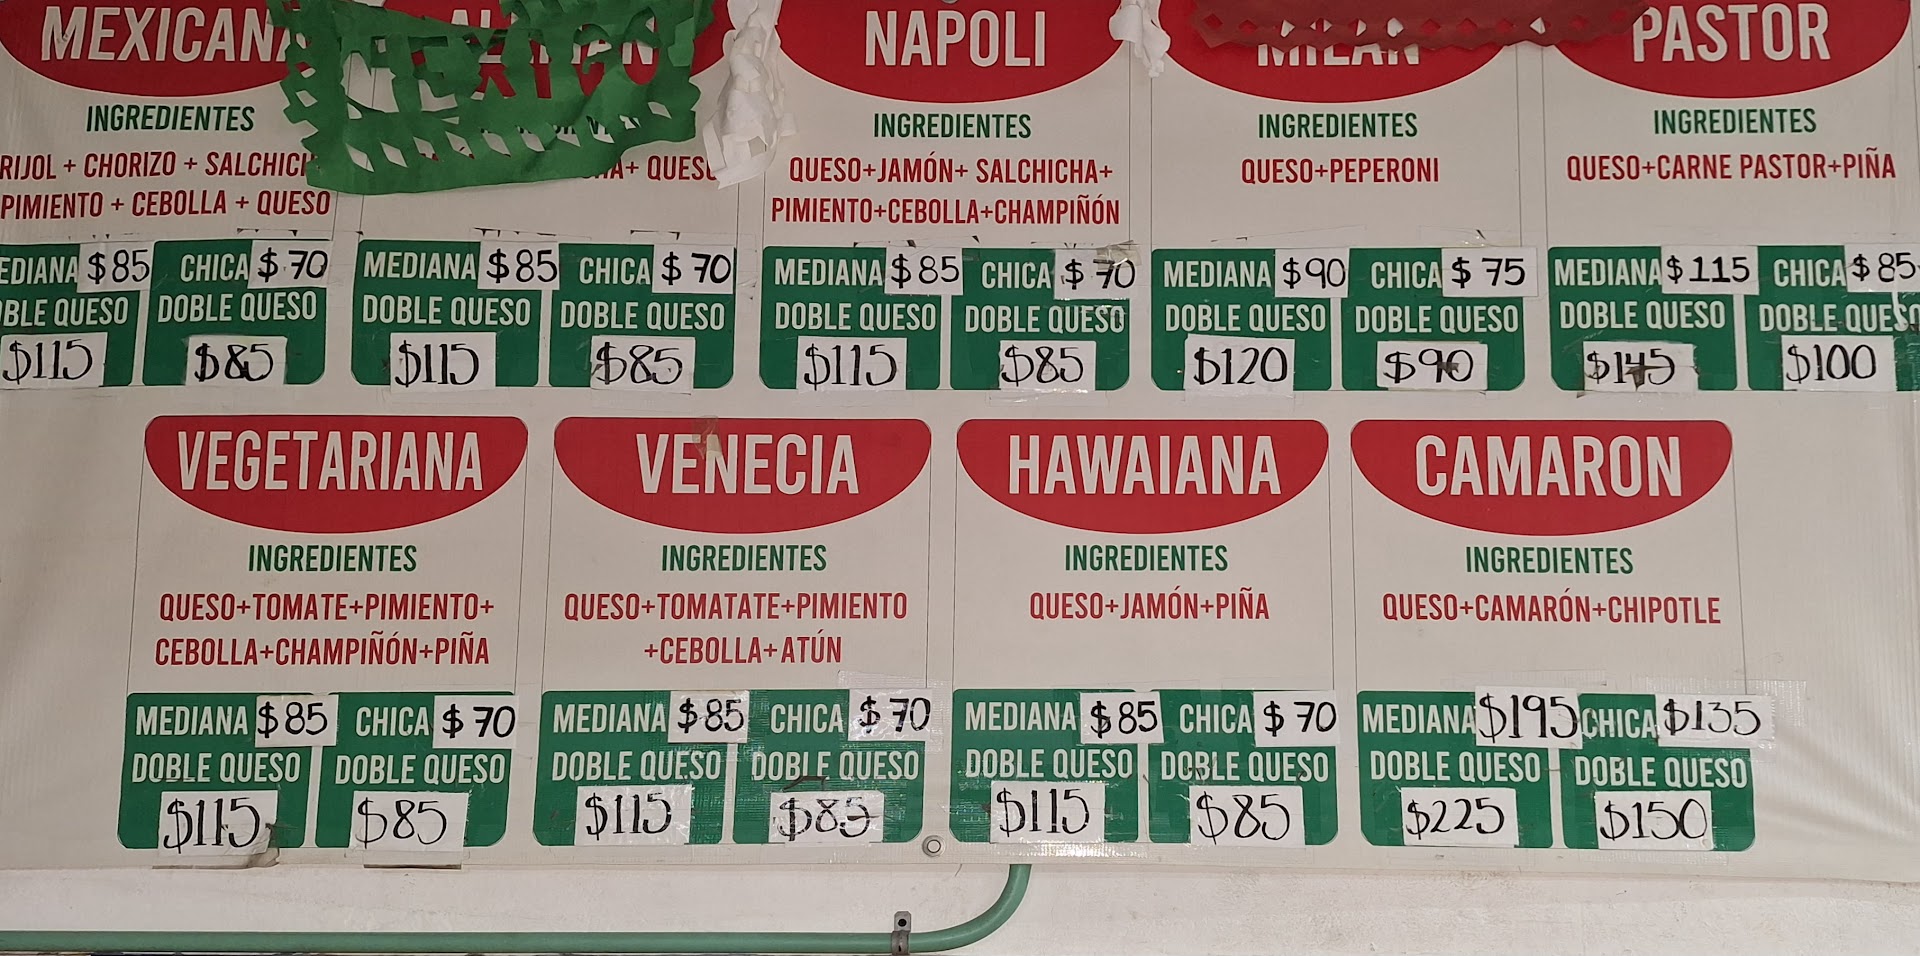 MEXICANA
INGREDIENTES
RIJOL + CHORIZO + SALCHICH
PIMIENTO + CEBOLLA + QUESO
EDIANA $85 CHICA $70
BLE QUESO DOBLE QUESO
$115 $85
+ QUESO
MEDIANA $85 CHICA $70
DOBLE QUESO DOBLE QUESO
$115 $85
NAPOLI
INGREDIENTES
QUESO+JAMÓN+ SALCHICHA+
PIMIENTO+CEBOLLA+CHAMPIÑÓN
MEDIANA $85 CHICA $70
DOBLE QUESO DOBLE QUESO
$115 $85
MILAN
INGREDIENTES
QUESO+PEPERONI
MEDIANA $90 CHICA $75
DOBLE QUESO DOBLE QUESO
$120 $90
PASTOR
INGREDIENTES
QUESO+CARNE PASTOR+PIÑA
MEDIANA $115 CHICA $85
DOBLE QUESO DOBLE QUESO
$145 $100
VEGETARIANA
INGREDIENTES
QUESO+TOMATE+PIMIENTO+
CEBOLLA+CHAMPIÑÓN+PIÑA
MEDIANA $85 CHICA $70
DOBLE QUESO DOBLE QUESO
$115 $85
VENECIA
INGREDIENTES
QUESO+TOMATATE+PIMIENTO
+CEBOLLA+ATÚN
MEDIANA $85 CHICA $70
DOBLE QUESO DOBLE QUESO
$115 $85
HAWAIANA
INGREDIENTES
QUESO+JAMÓN+PIÑA
MEDIANA $85 CHICA $70
DOBLE QUESO DOBLE QUESO
$115 $85
CAMARON
INGREDIENTES
QUESO+CAMARÓN+CHIPOTLE
MEDIANA $195 CHICA $135
DOBLE QUESO DOBLE QUESO
$225 $150